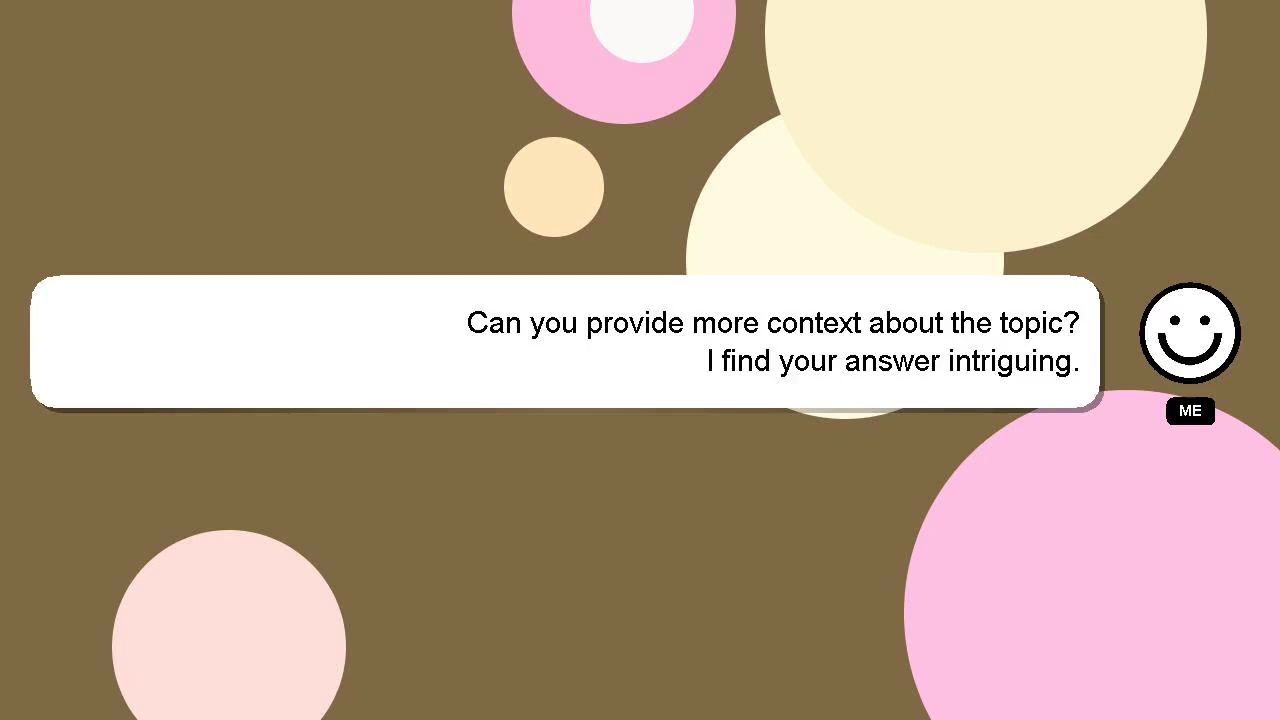 Can you provide more context about the topic?
I find your answer intriguing.
ME